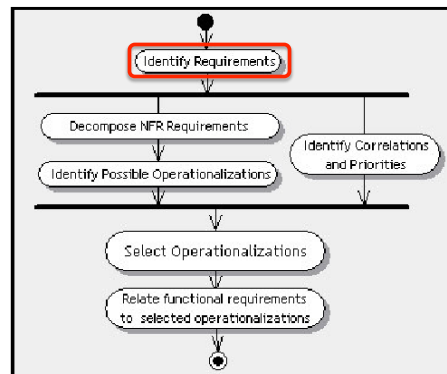 Identify Requirements
Decompose NFR Requirements
Identify Possible Operationalizations
Identify Correlations
and Priorities
Select Operationalizations
Relate functional requirements
to selected operationalizations